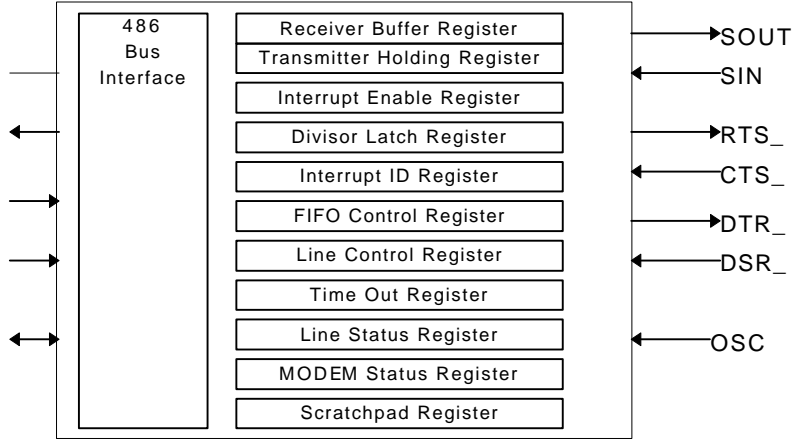 486
Bus
Interface
Receiver Buffer Register
Transmitter Holding Register
Interrupt Enable Register
Divisor Latch Register
Interrupt ID Register
FIFO Control Register
Line Control Register
Time Out Register
Line Status Register
MODEM Status Register
Scratchpad Register
SOUT
SIN
RTS_
CTS_
DTR_
DSR_
OSC